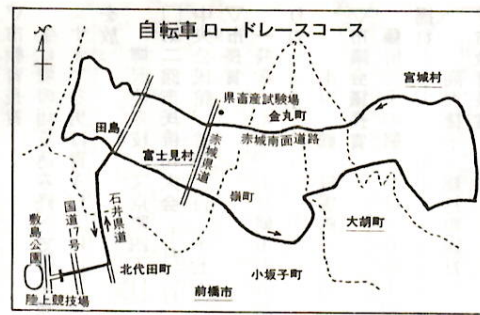 自転車 ロードレースコース
県畜産試験場
宮城村
金丸町
田島
赤城南面道路
富士見村
赤城県道
嶺町
石井県道
国道17号
敷島公園
大胡町
北代田町
小坂子町
前橋市
陸上競技場